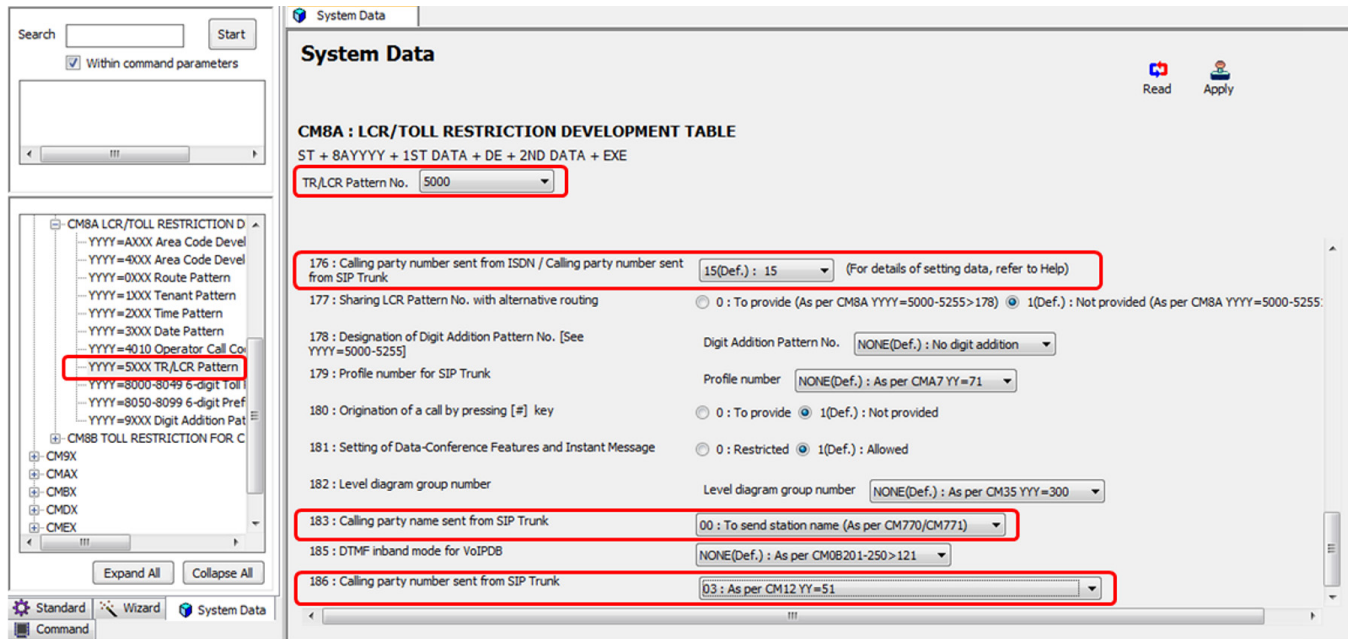 Search
Start
Within command parameters
CM8A LCR/TOLL RESTRICTION D
YYYY=AXXX Area Code Devel
YYYY=4XXX Area Code Devel
YYYY=0XXX Route Pattern
YYYY=1XXX Tenant Pattern
YYYY=2XXX Time Pattern
YYYY=3XXX Date Pattern
YYYY=4010 Operator Call Co
YYYY=5XXX TR/LCR Pattern
YYYY=8000-8049 6-digit Toll
YYYY=8050-8099 6-digit Pref
YYYY=9XXX Digit Addition Pat
CM8B TOLL RESTRICTION FOR C
CM9X
CMAX
CMBX
CMDX
CMEX
Expand All
Collapse All
Standard
Wizard
System Data
Command
System Data
System Data
Read
Apply
CM8A : LCR/TOLL RESTRICTION DEVELOPMENT TABLE
ST + 8AYYYY + 1ST DATA + DE + 2ND DATA + EXE
TR/LCR Pattern No. 5000
176 : Calling party number sent from ISDN / Calling party number sent
from SIP Trunk
15(Def.) : 15
(For details of setting data, refer to Help)
177 : Sharing LCR Pattern No. with alternative routing
0 : To provide (As per CM8A YYYY=5000-5255>178)
1(Def.) : Not provided (As per CM8A YYYY=5000-5255
178 : Designation of Digit Addition Pattern No. [See
YYYY=5000-5255]
Digit Addition Pattern No.
NONE(Def.) : No digit addition
179 : Profile number for SIP Trunk
Profile number
NONE(Def.) : As per CMA7 YY=71
180 : Origination of a call by pressing [#] key
0 : To provide
1(Def.) : Not provided
181 : Setting of Data-Conference Features and Instant Message
0 : Restricted
1(Def.) : Allowed
182 : Level diagram group number
Level diagram group number
NONE(Def.) : As per CM35 YYY=300
183 : Calling party name sent from SIP Trunk
00 : To send station name (As per CM770/CM771)
185 : DTMF inband mode for VoIPDB
NONE(Def.) : As per CM0B201-250>121
186 : Calling party number sent from SIP Trunk
03 : As per CM12 YY=51